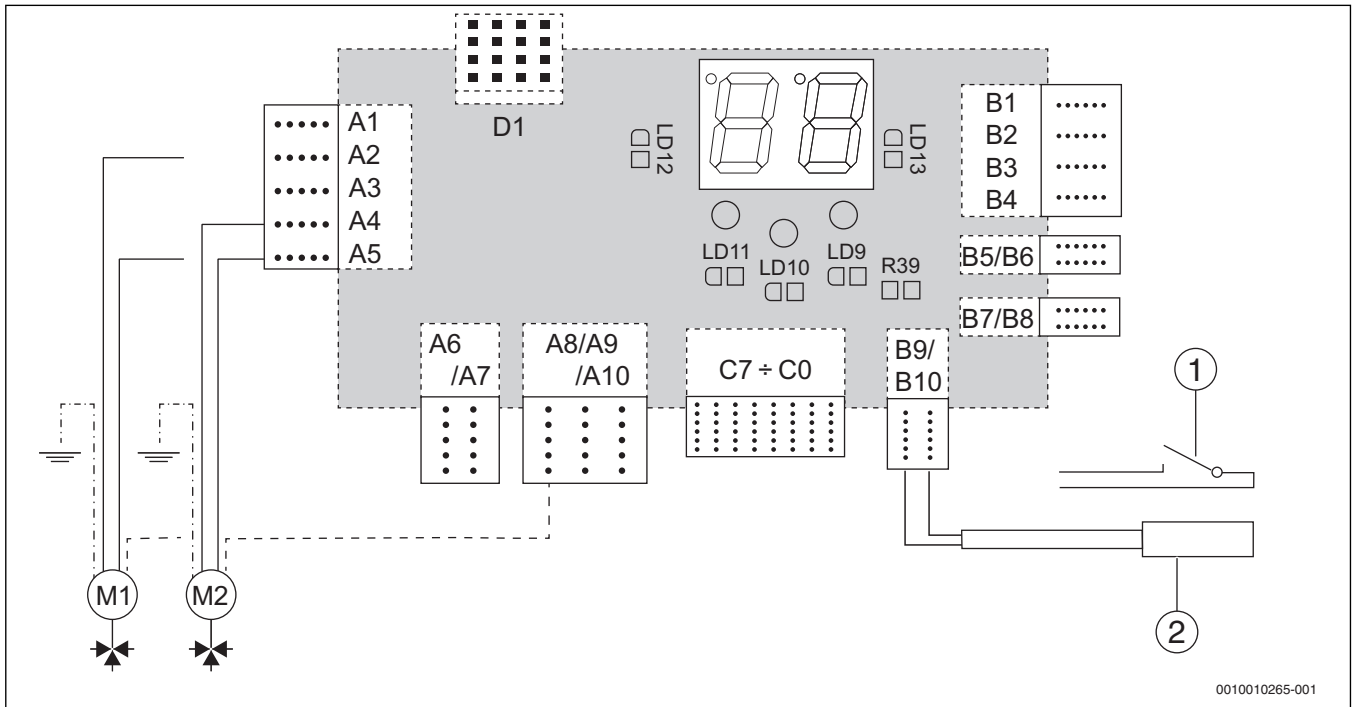 D1
A1
A2
A3
A4
A5
LD12
LD13
B1
B2
B3
B4
LD11
LD10
LD9
R39
B5/B6
B7/B8
A6
/A7
A8/A9
/A10
C7 ÷ C0
B9/
B10
1
M1
M2
2
0010010265-001